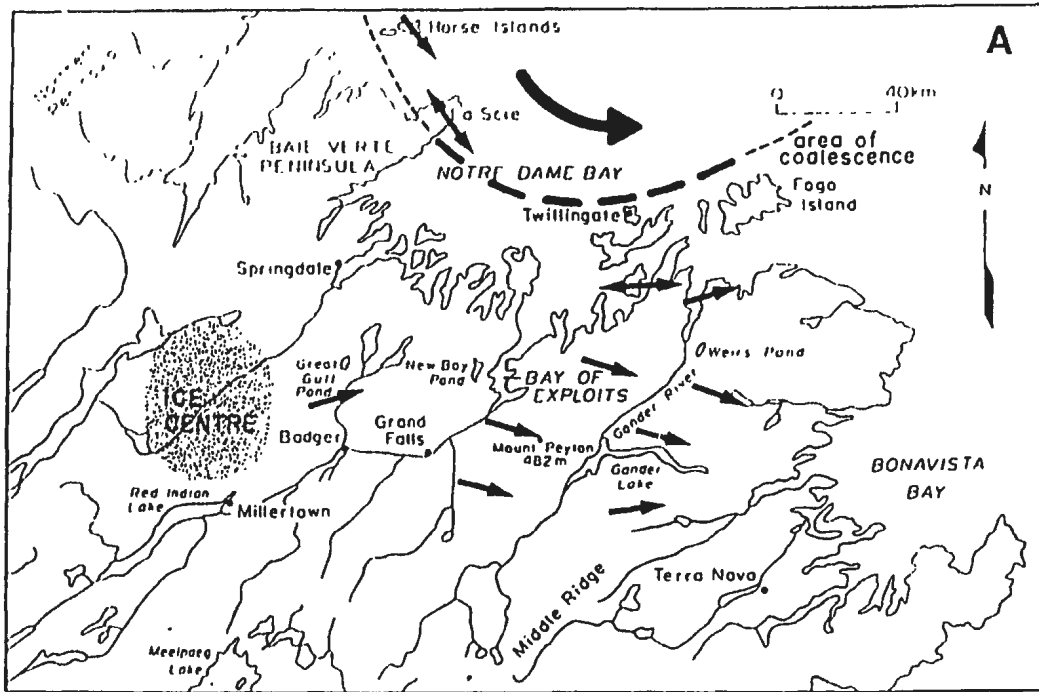 Horse Islands
A
0 40km
La Scie
BAIE VERTE
PENINSULA
area of
coalescence
NOTRE DAME BAY
N
Fogo
Island
Twillingate
Springdale
Weirs Pond
Great
Gull
Pond
New Bay
Pond
BAY OF
EXPLOITS
ICE
CENTRE
Gander River
Grand
Falls
Badger
Mount Peyton
482m
Gander
Lake
BONAVISTA
BAY
Red Indian
Lake
Millertown
Terra Nova
Middle Ridge
Meelpaeg
Lake